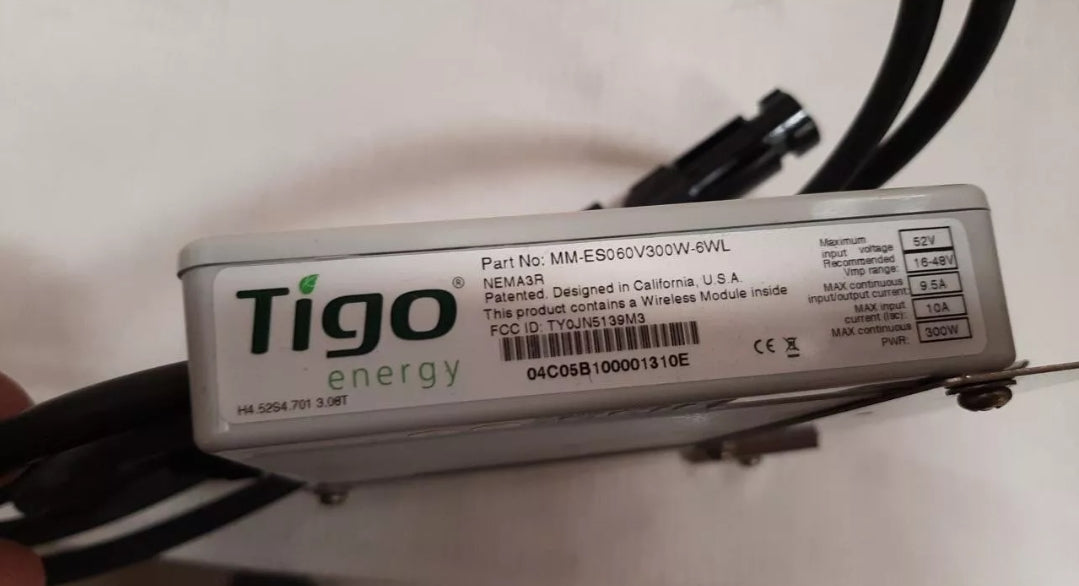 Tigo®
energy
H4.52S4.701 3.08T
Part No: MM-ES060V300W-6WL
NEMA3R
Patented. Designed in California, U.S.A.
This product contains a Wireless Module inside
FCC ID: TY0JN5139M3
04C05B100001310E
CE
Maximum input voltage 52V
Recommended Vmp range: 16-48V
MAX continuous input/output current: 9.5A
MAX input current (Isc): 10A
MAX continuous PWR: 300W